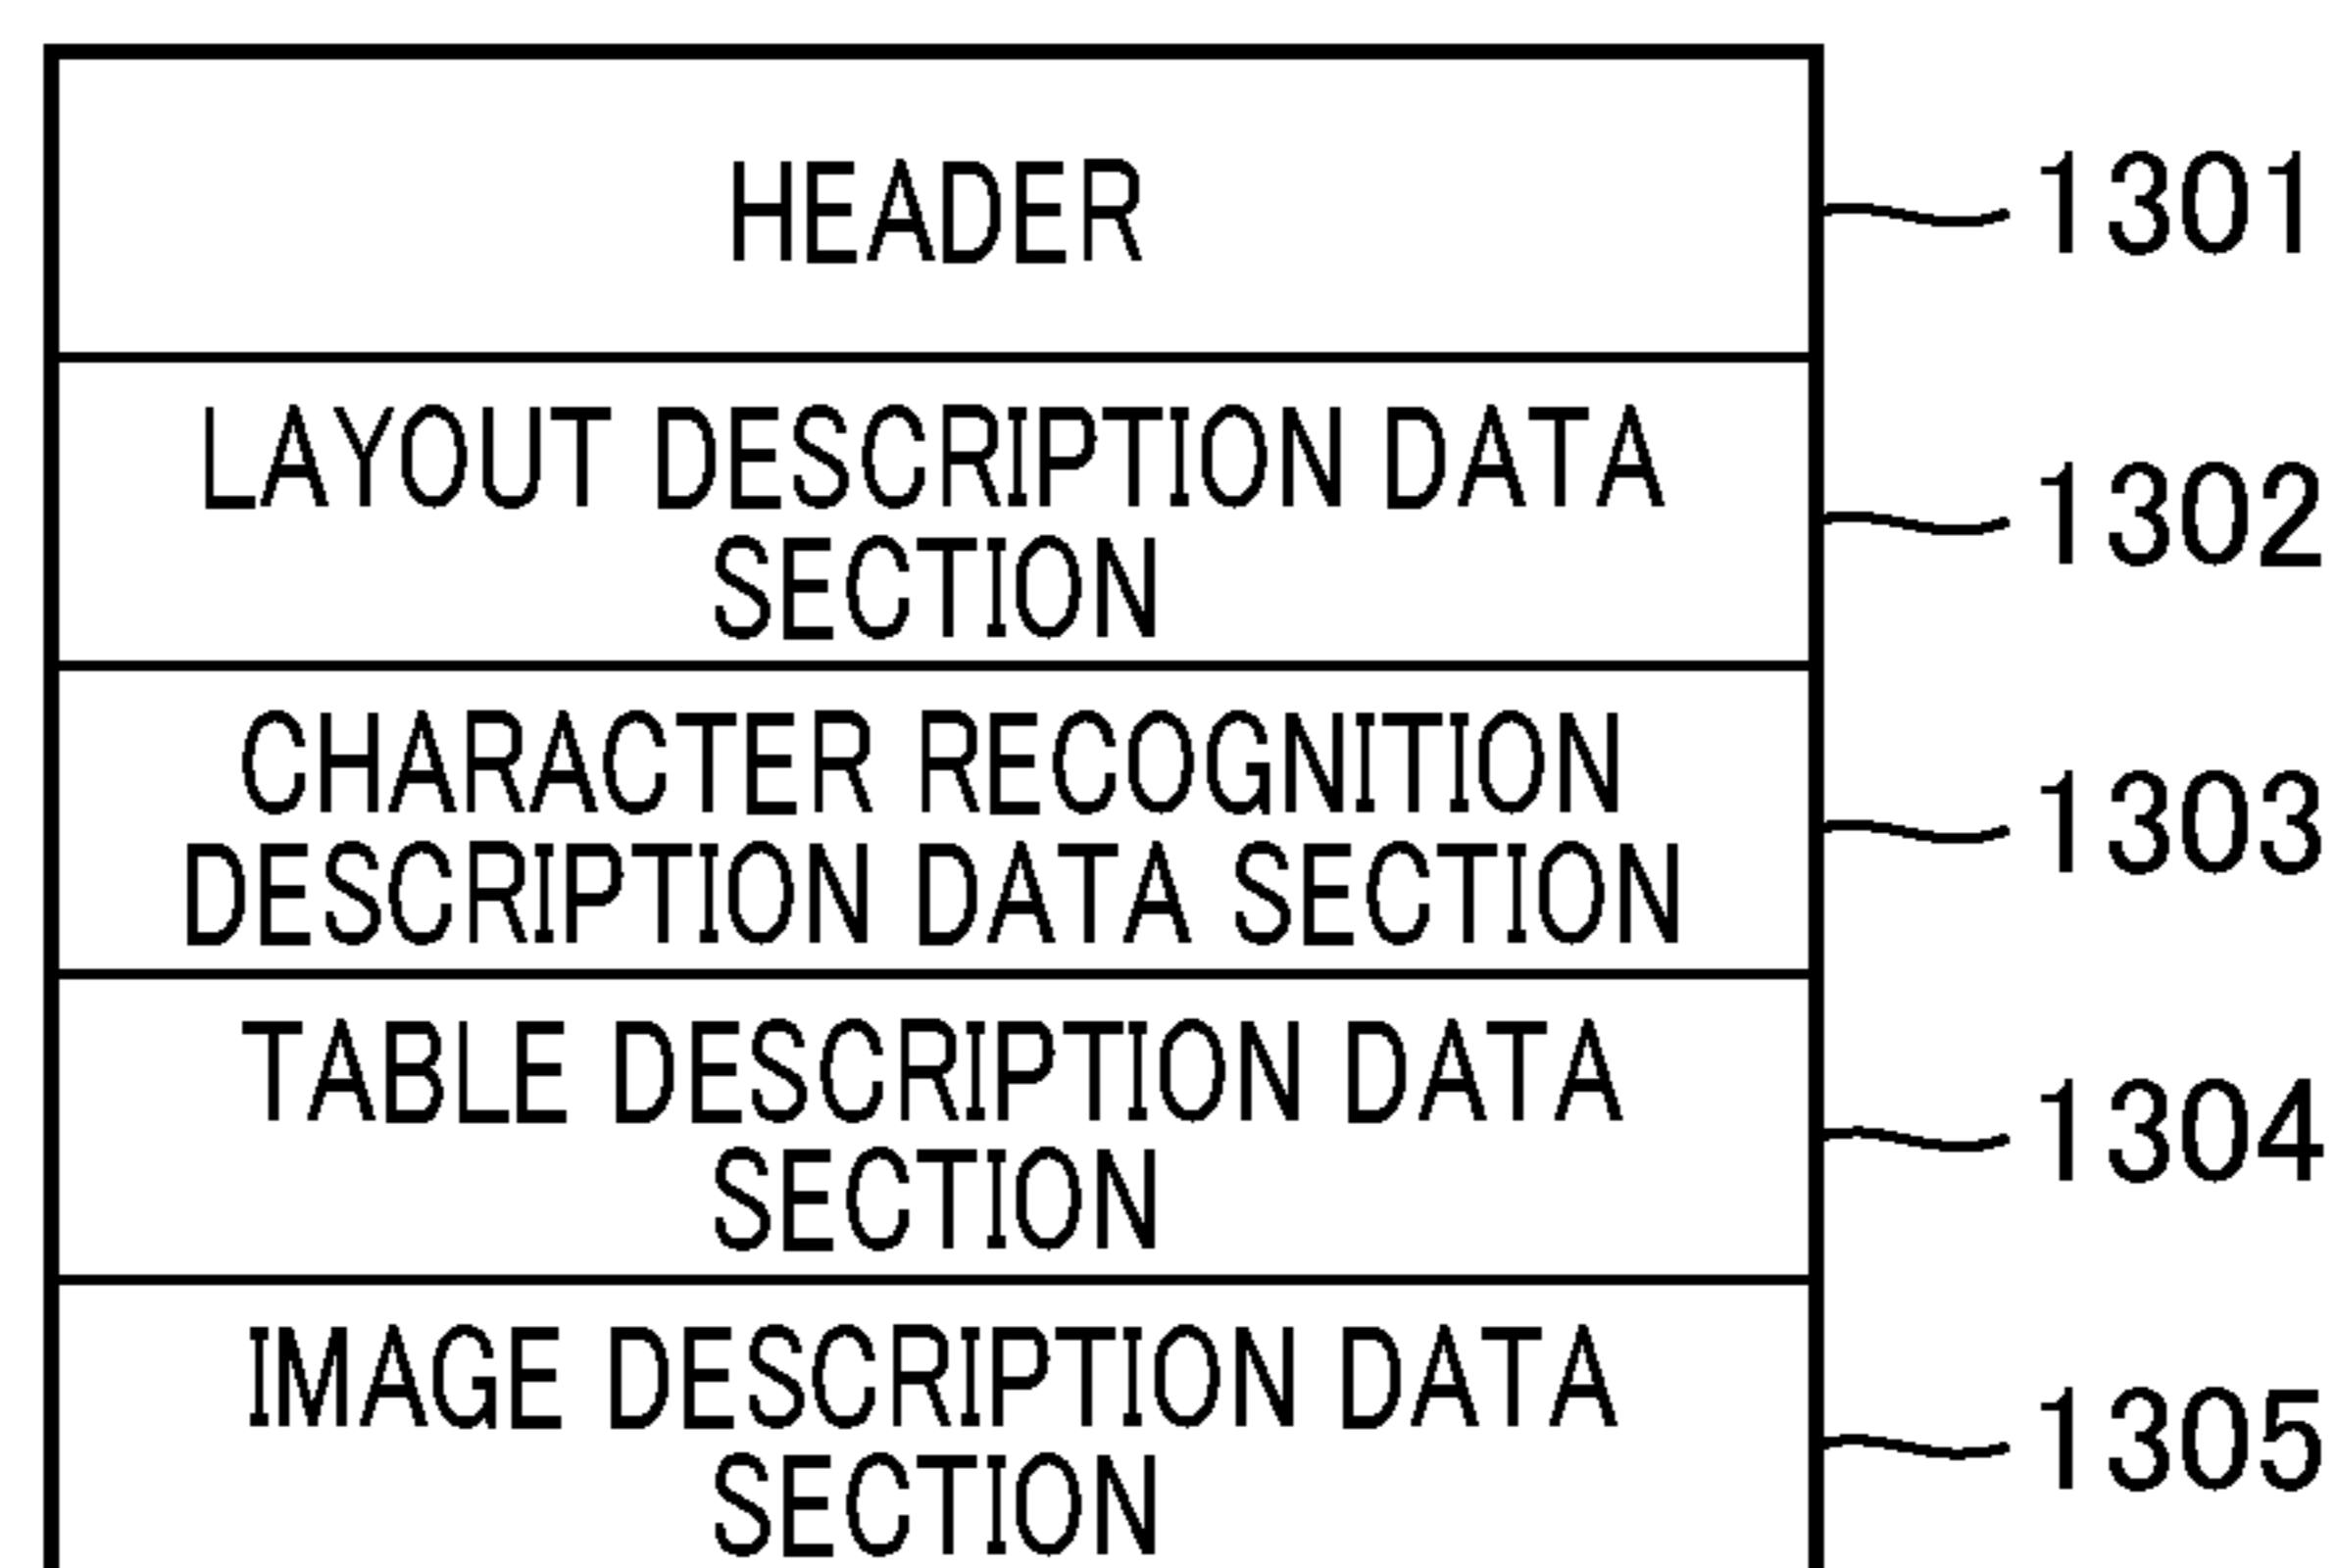 HEADER
1301
LAYOUT DESCRIPTION DATA
SECTION
1302
CHARACTER RECOGNITION
DESCRIPTION DATA SECTION
1303
TABLE DESCRIPTION DATA
SECTION
1304
IMAGE DESCRIPTION DATA
SECTION
1305